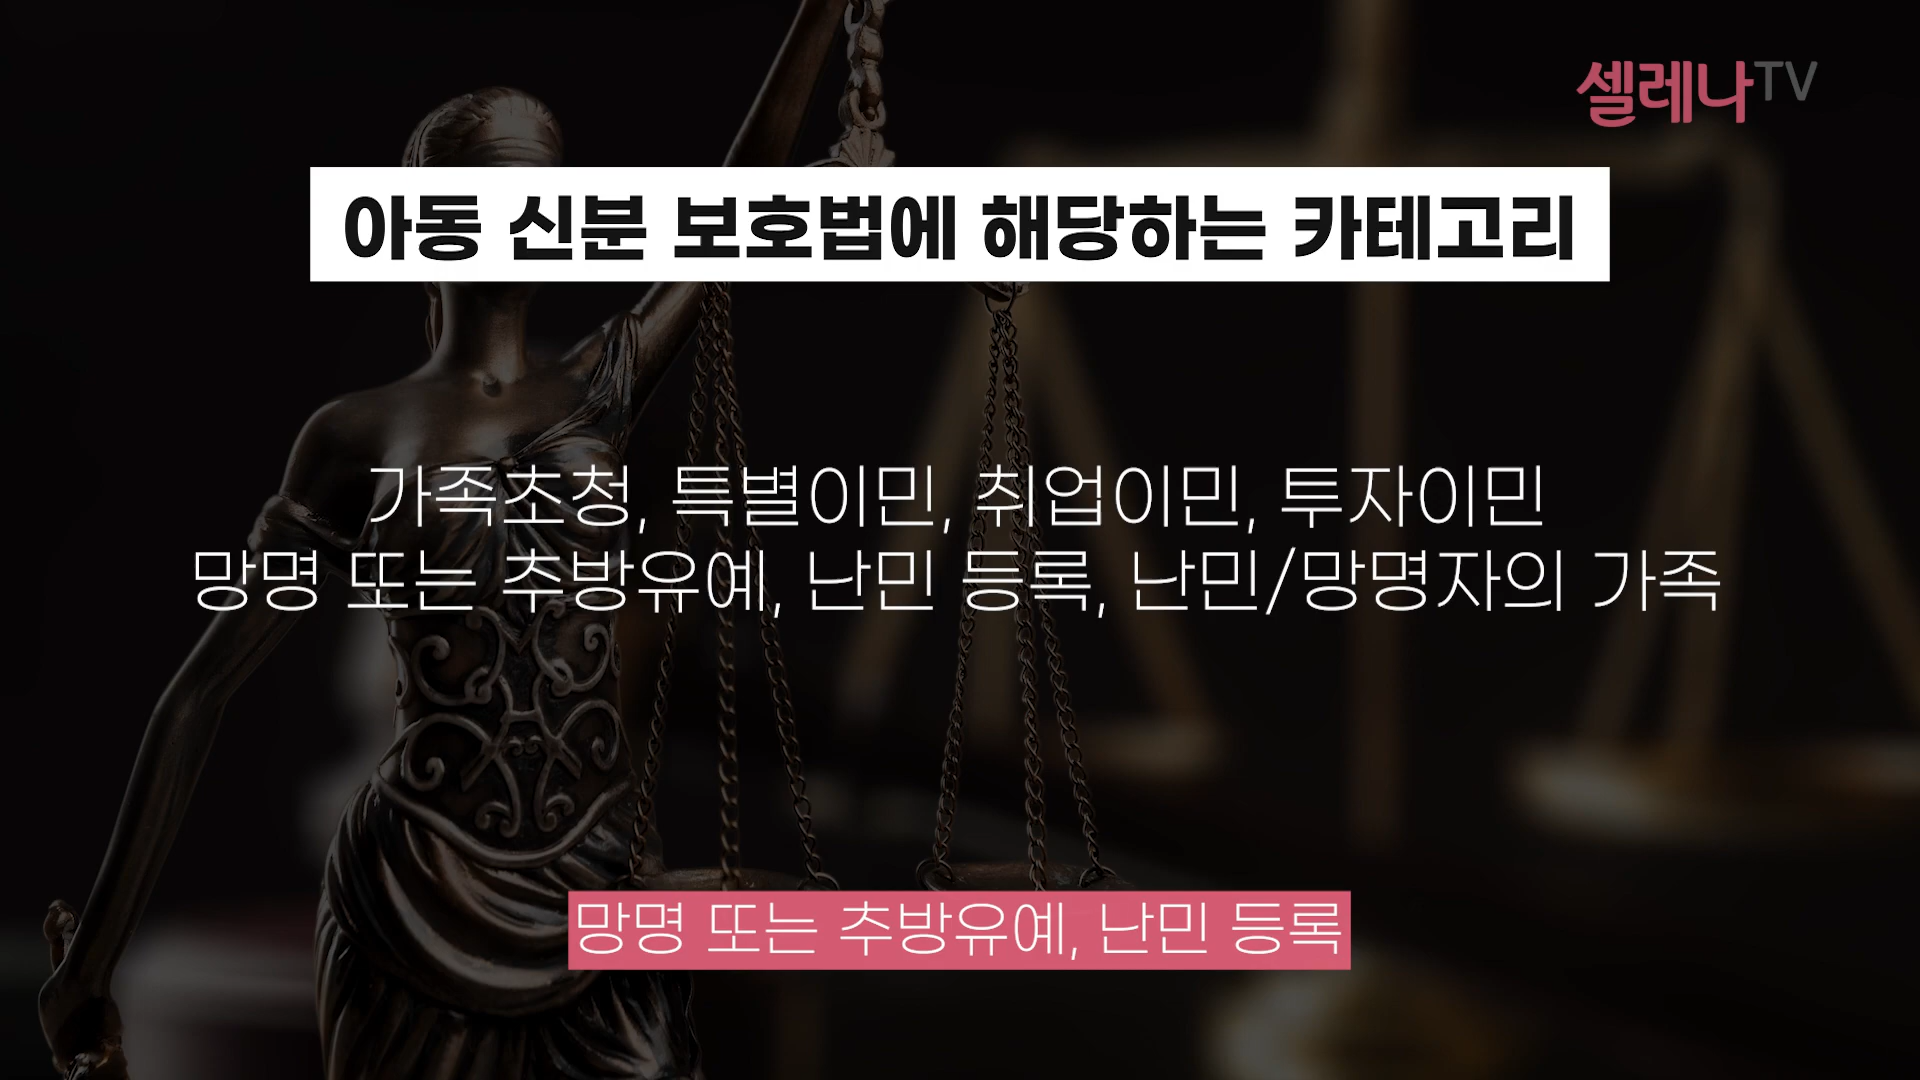 셀레나TV
아동 신분 보호법에 해당하는 카테고리
가족초청, 특별이민, 취업이민, 투자이민
망명 또는 추방유예, 난민 등록, 난민/망명자의 가족
망명 또는 추방유예, 난민 등록